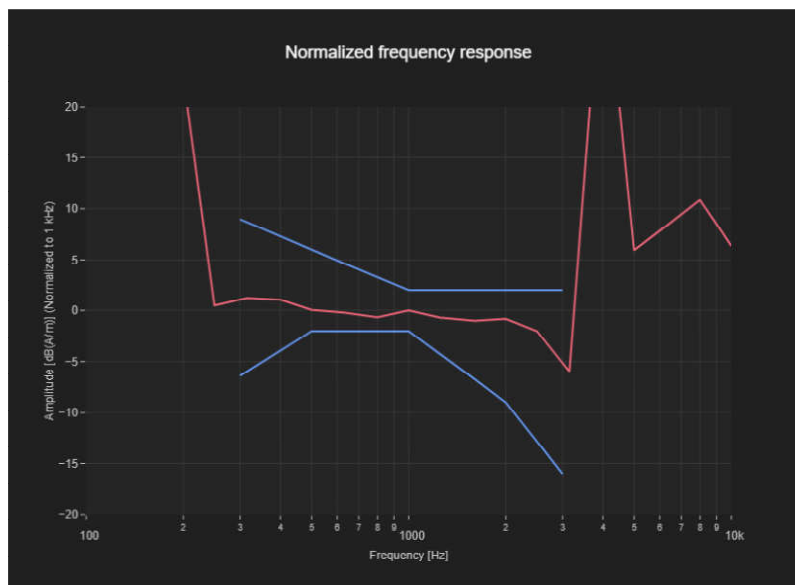 Normalized frequency response
Amplitude [dB(A/m)] (Normalized to 1 kHz)
20
15
10
5
0
−5
−10
−15
−20
100 2 3 4 5 6 7 8 9 1000 2 3 4 5 6 7 8 9 10k
Frequency [Hz]